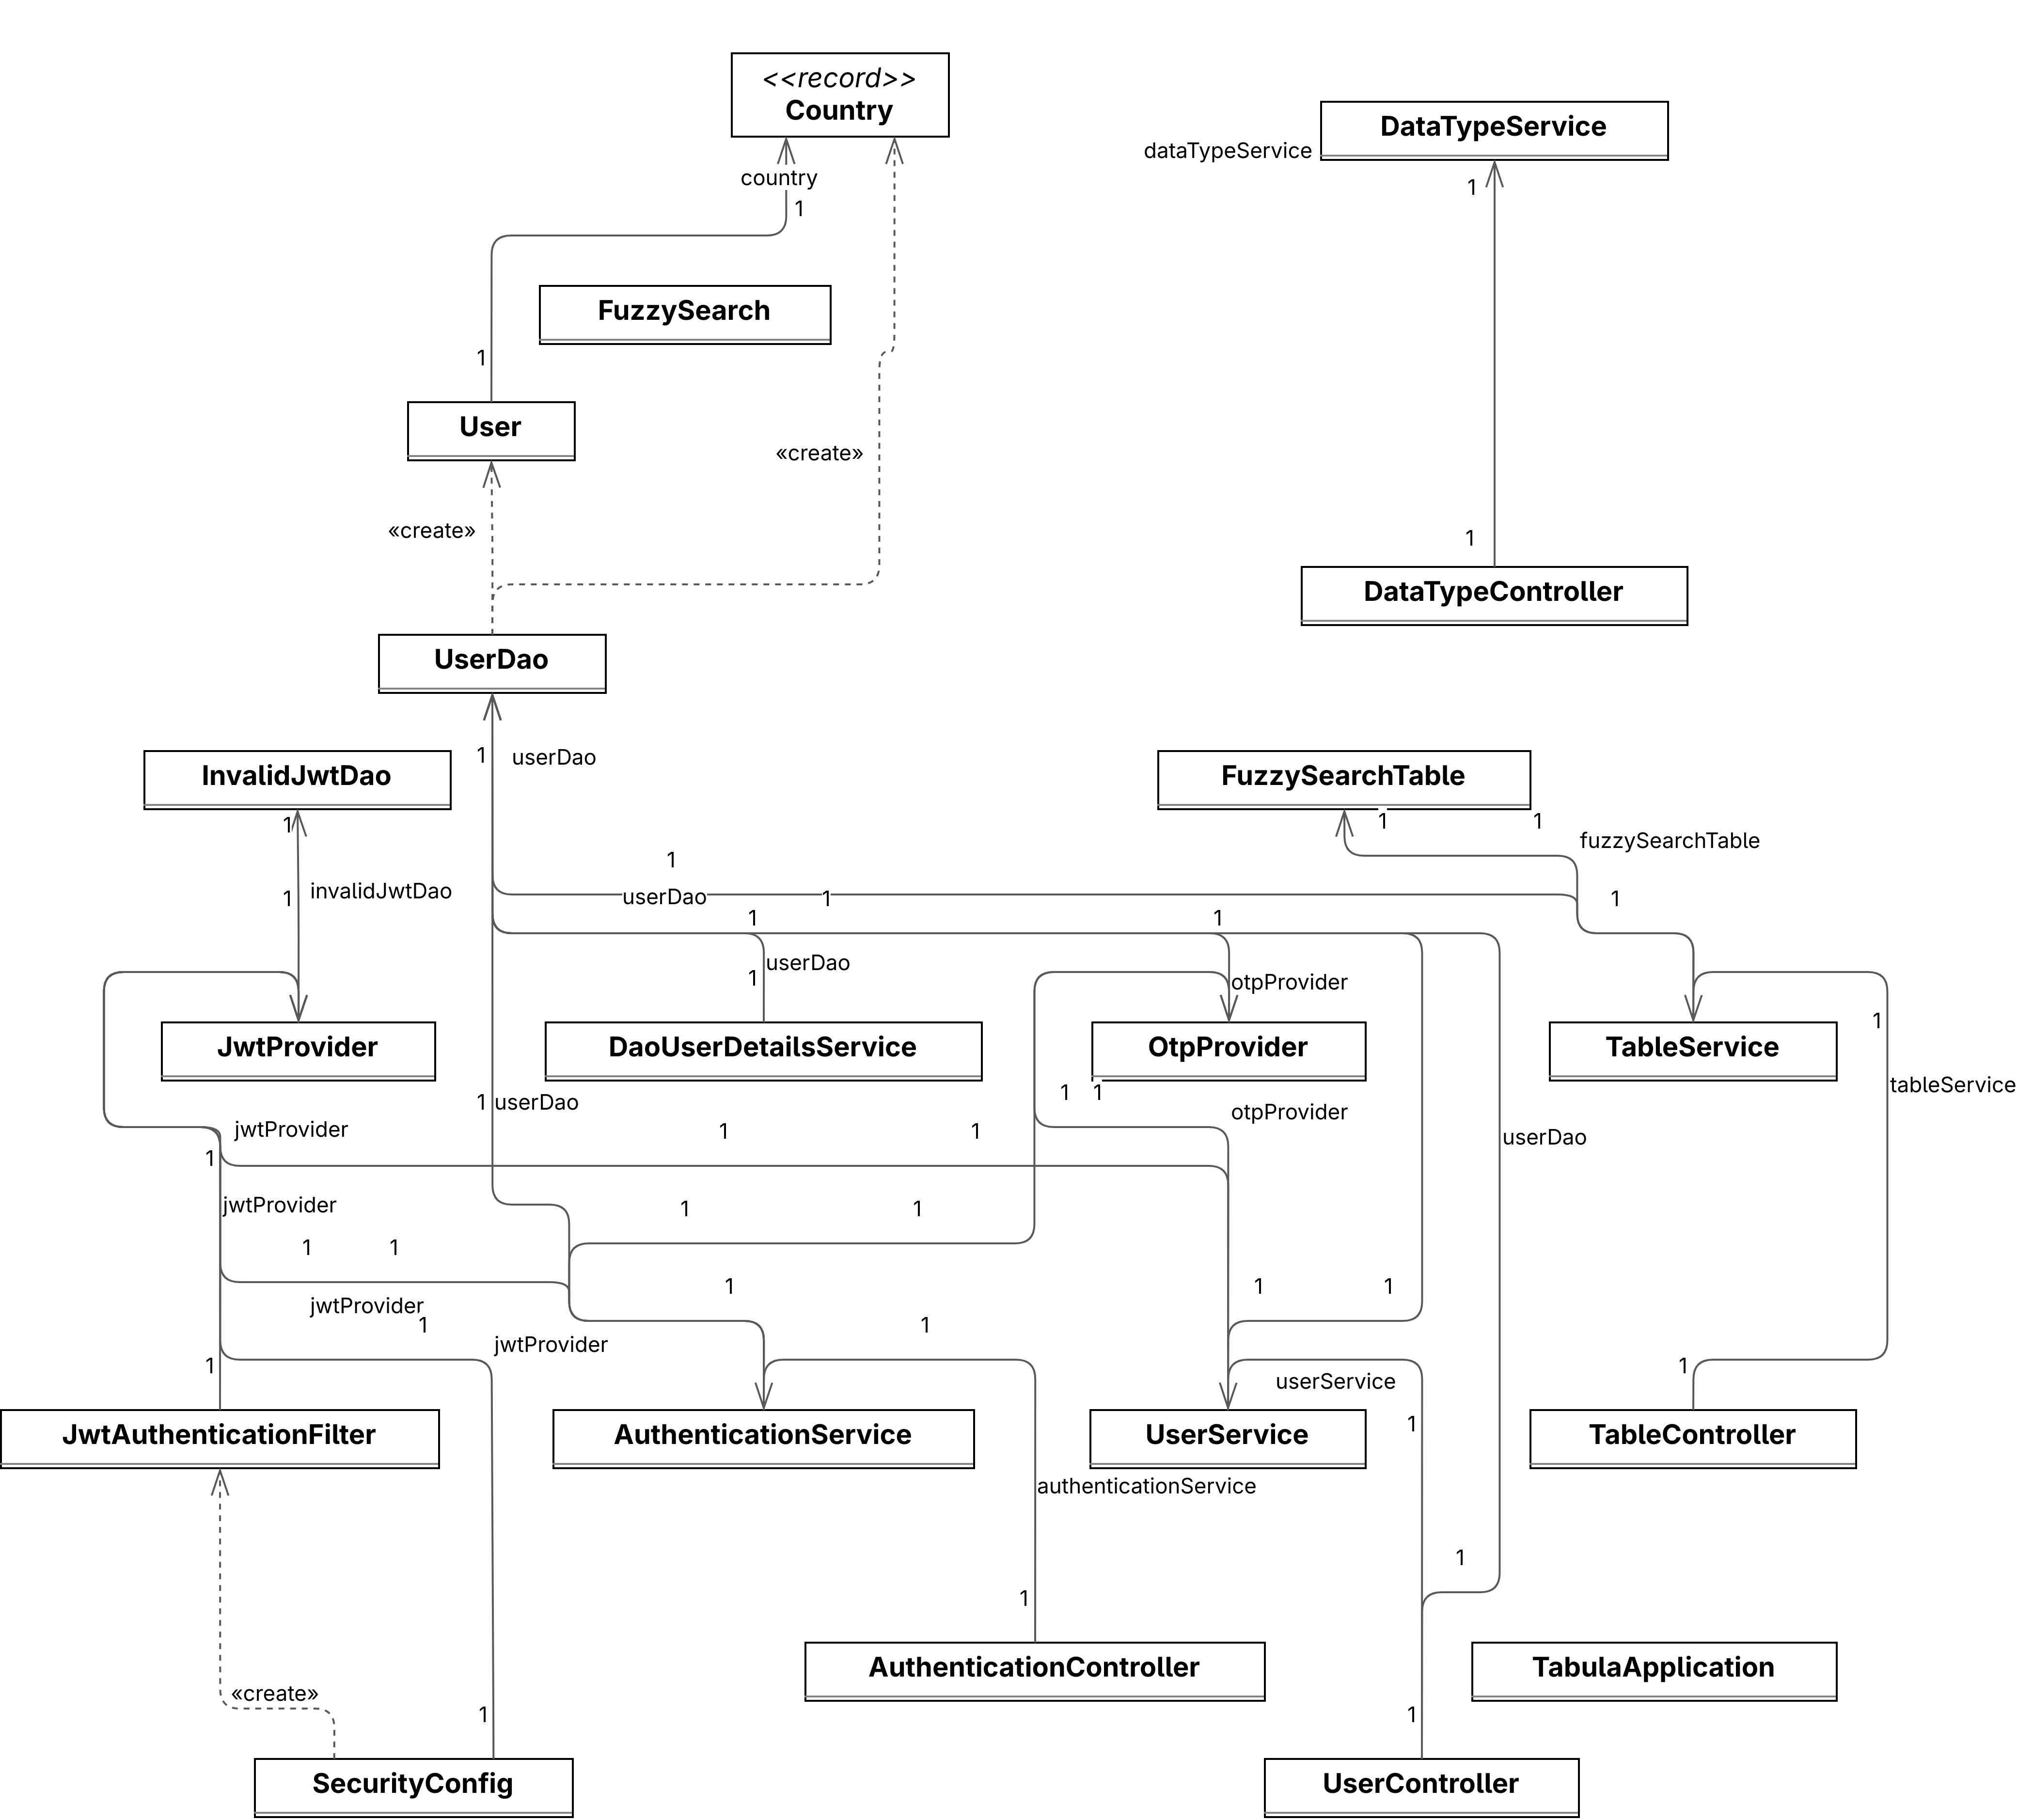 <<record>>
Country
DataTypeService
dataTypeService
country
1
1
FuzzySearch
1
User
«create»
«create»
1
DataTypeController
UserDao
1
userDao
InvalidJwtDao
FuzzySearchTable
1
1
1
fuzzySearchTable
1
1
invalidJwtDao
userDao
1
1
1
1
userDao
1
otpProvider
1
JwtProvider
DaoUserDetailsService
OtpProvider
TableService
tableService
1
userDao
1
1
otpProvider
jwtProvider
1
1
userDao
1
jwtProvider
1
1
1
1
jwtProvider
1
1
1
1
1
jwtProvider
1
1
userService
1
JwtAuthenticationFilter
AuthenticationService
UserService
TableController
authenticationService
1
1
1
AuthenticationController
TabulaApplication
«create»
1
1
SecurityConfig
UserController